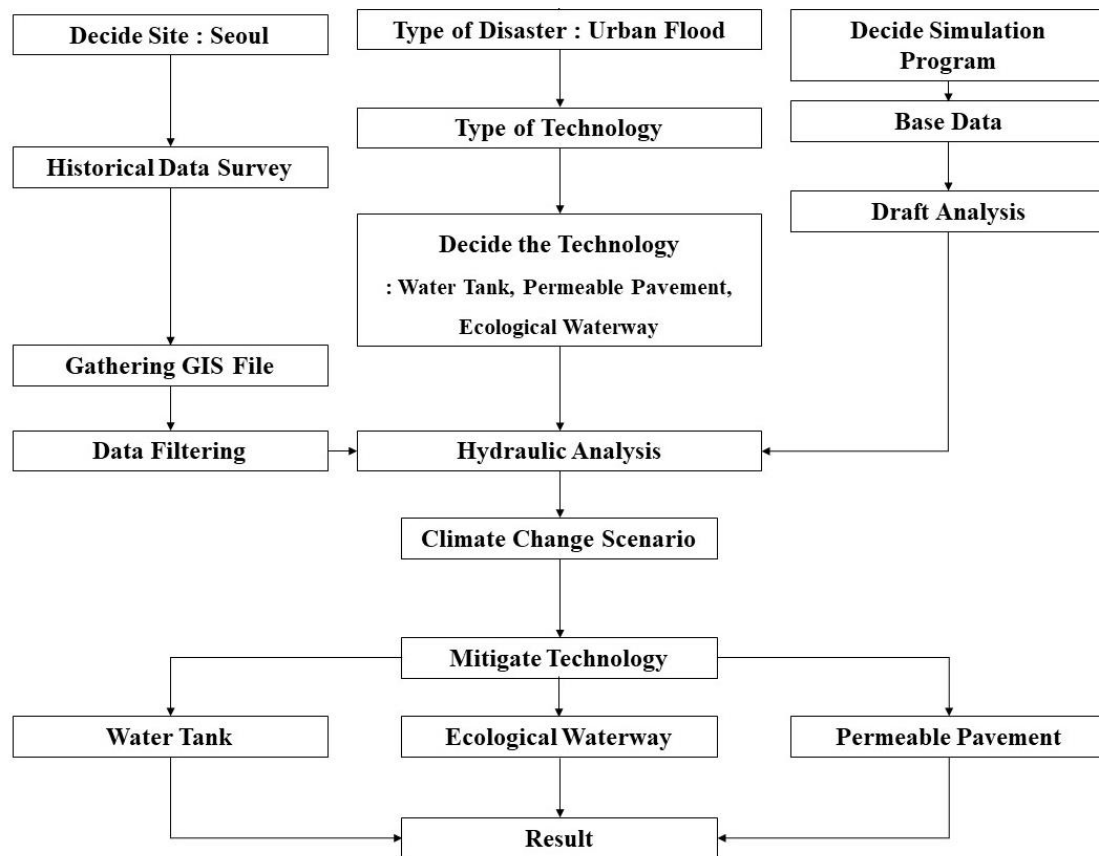 Decide Site : Seoul
Type of Disaster : Urban Flood
Decide Simulation
Program
Type of Technology
Base Data
Historical Data Survey
Draft Analysis
Decide the Technology
: Water Tank, Permeable Pavement,
Ecological Waterway
Gathering GIS File
Data Filtering
Hydraulic Analysis
Climate Change Scenario
Mitigate Technology
Water Tank
Ecological Waterway
Permeable Pavement
Result